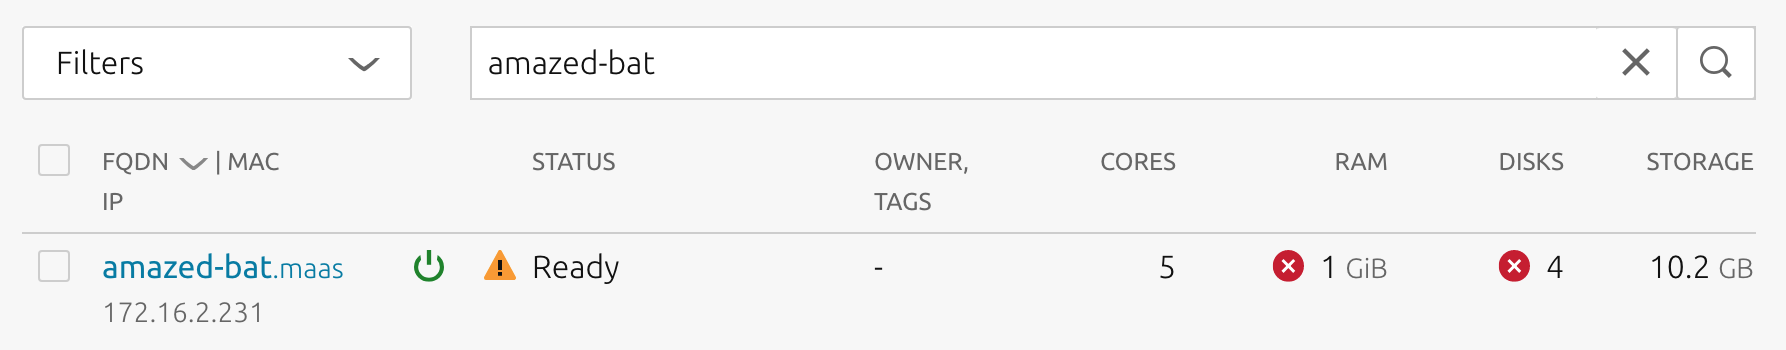 Filters
amazed-bat
FQDN | MAC STATUS OWNER, CORES RAM DISKS STORAGE
IP TAGS
amazed-bat.maas Ready - 5 1 GiB 4 10.2 GB
172.16.2.231